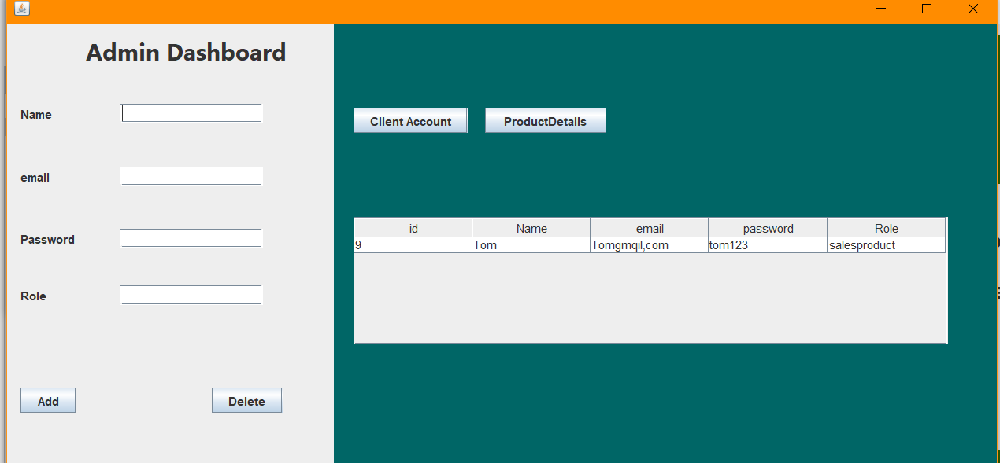 Admin Dashboard
Name
email
Password
Role
Add Delete
Client Account ProductDetails
id Name email password Role
9 Tom Tomgmqil,com tom123 salesproduct